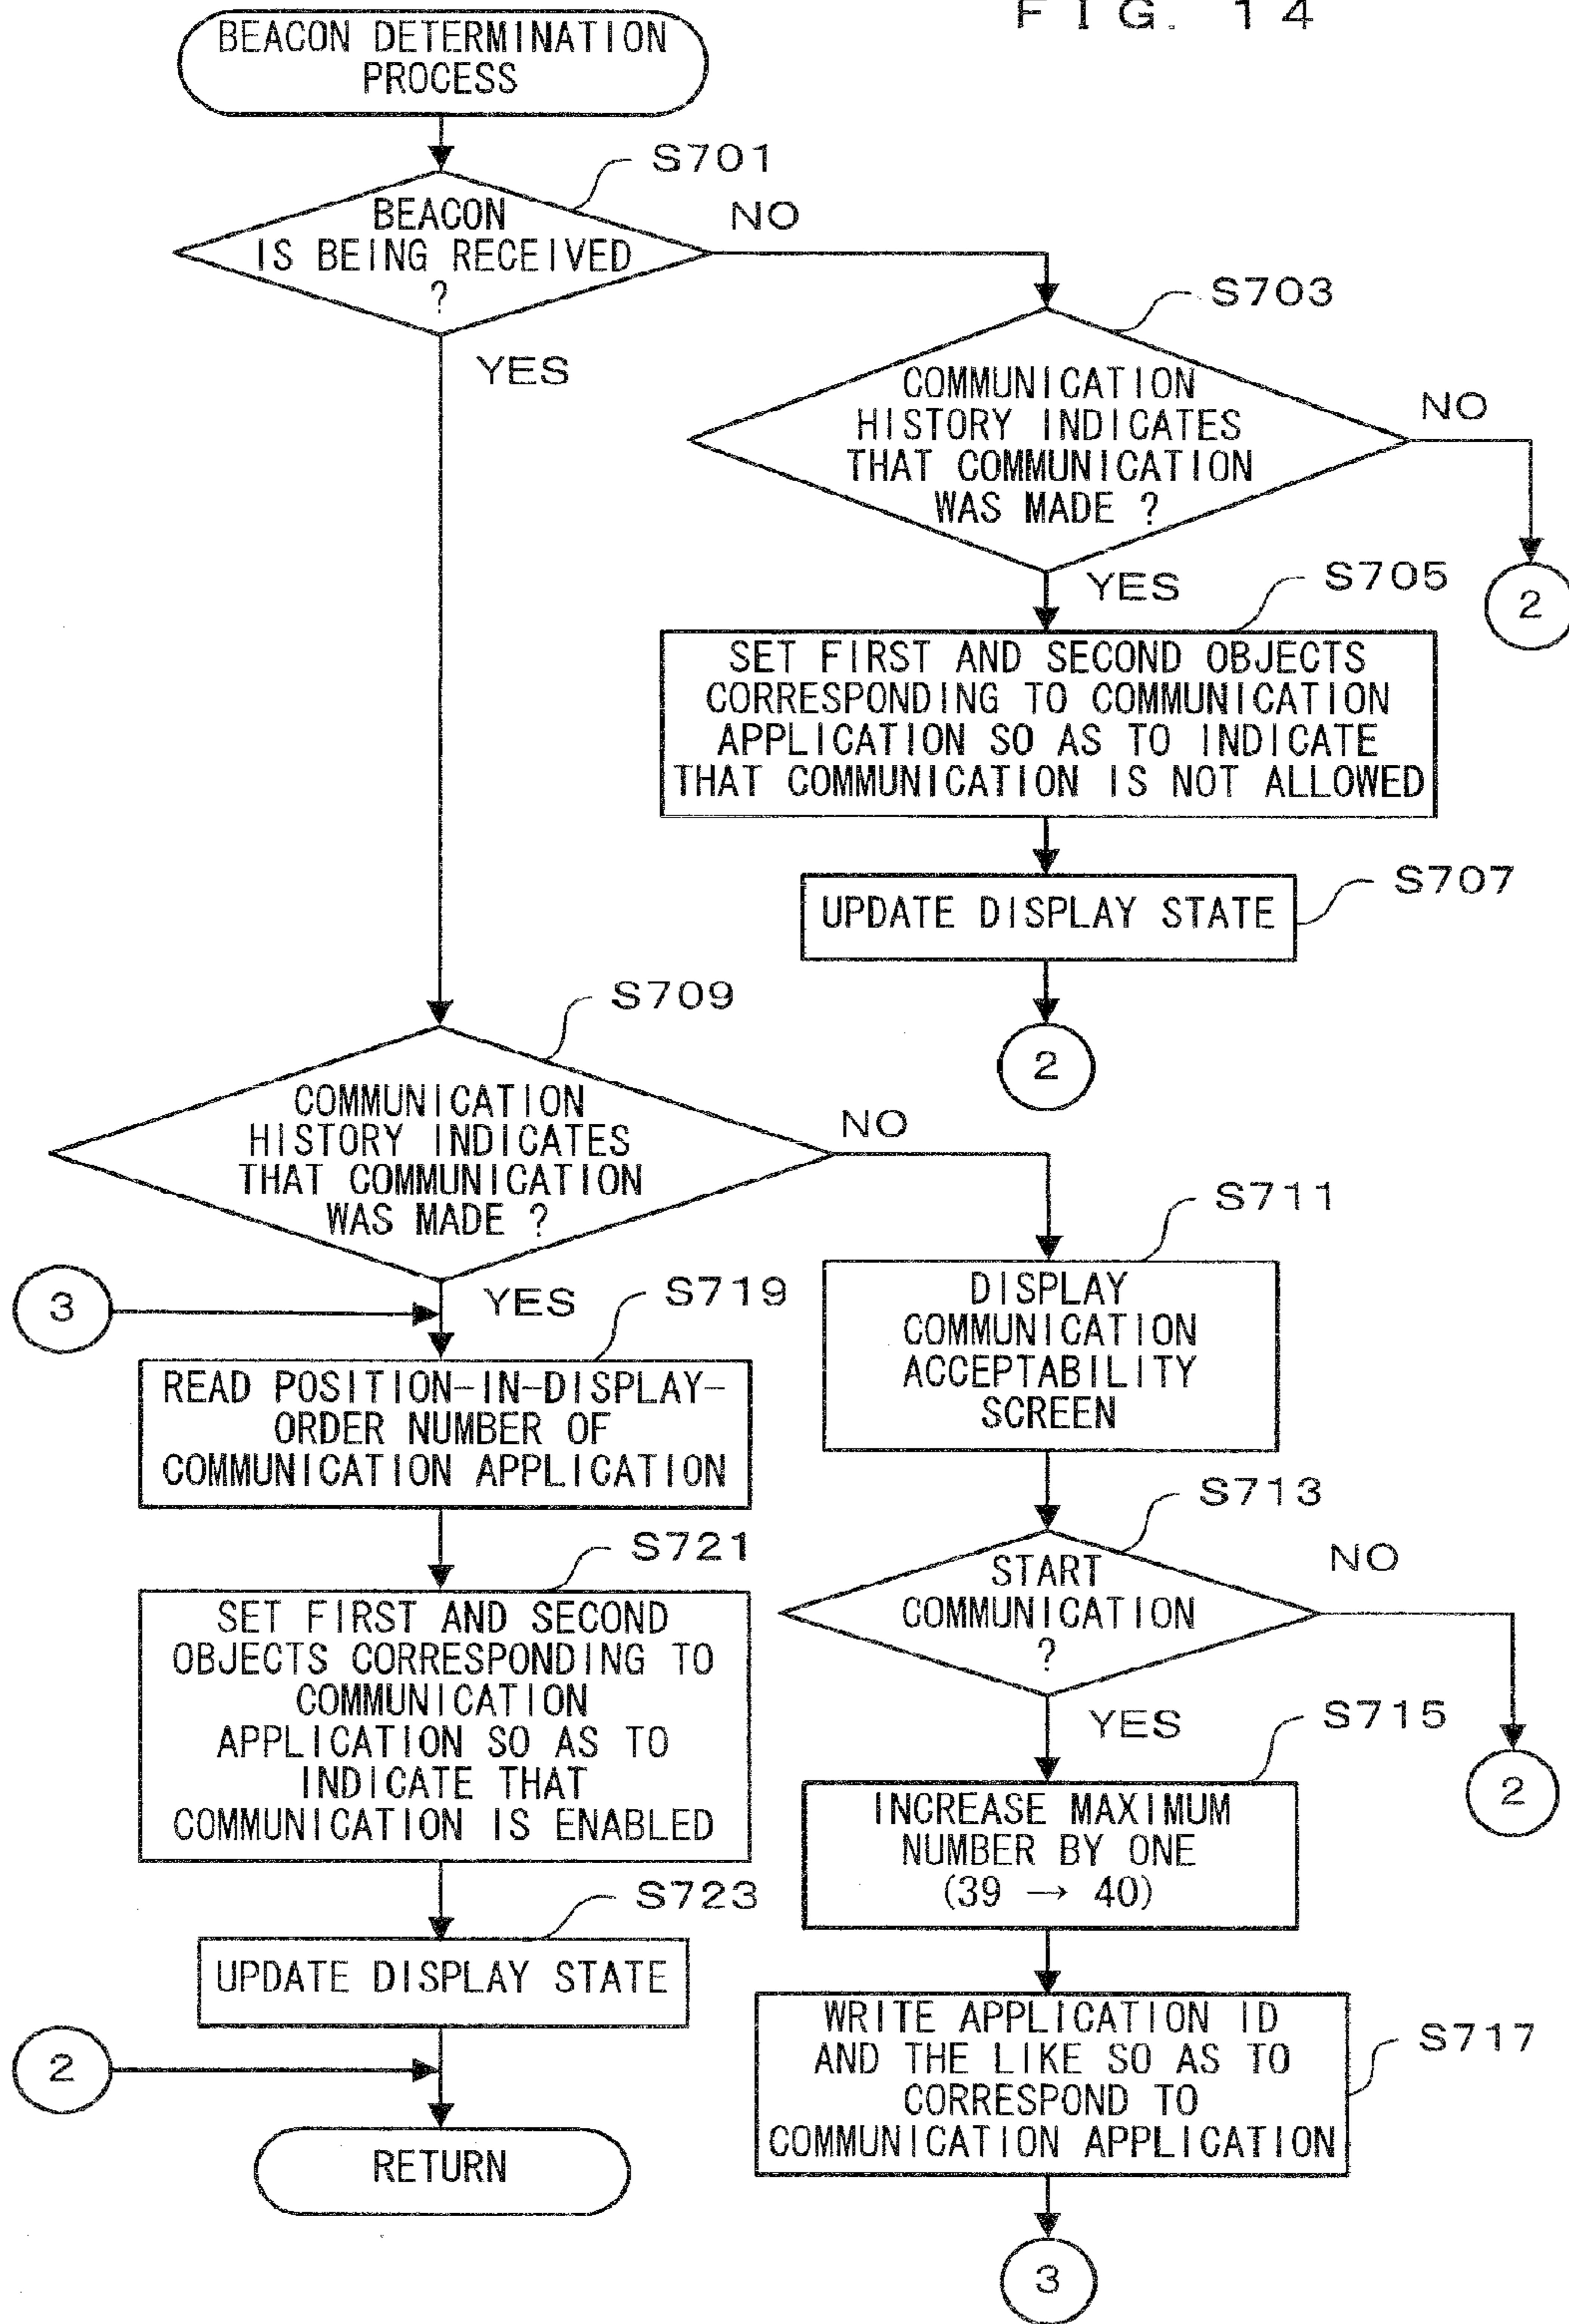 FIG. 14
BEACON DETERMINATION
PROCESS
S701
BEACON
IS BEING RECEIVED
?
NO
YES
S703
COMMUNICATION
HISTORY INDICATES
THAT COMMUNICATION
WAS MADE ?
NO
2
YES
S705
SET FIRST AND SECOND OBJECTS
CORRESPONDING TO COMMUNICATION
APPLICATION SO AS TO INDICATE
THAT COMMUNICATION IS NOT ALLOWED
S707
UPDATE DISPLAY STATE
2
S709
COMMUNICATION
HISTORY INDICATES
THAT COMMUNICATION
WAS MADE ?
NO
YES
S711
DISPLAY
COMMUNICATION
ACCEPTABILITY
SCREEN
S713
START
COMMUNICATION
?
NO
2
YES
S715
INCREASE MAXIMUM
NUMBER BY ONE
(39 → 40)
S717
WRITE APPLICATION ID
AND THE LIKE SO AS TO
CORRESPOND TO
COMMUNICATION APPLICATION
3
3
S719
READ POSITION-IN-DISPLAY-
ORDER NUMBER OF
COMMUNICATION APPLICATION
S721
SET FIRST AND SECOND
OBJECTS CORRESPONDING TO
COMMUNICATION
APPLICATION SO AS TO
INDICATE THAT
COMMUNICATION IS ENABLED
S723
UPDATE DISPLAY STATE
2
RETURN